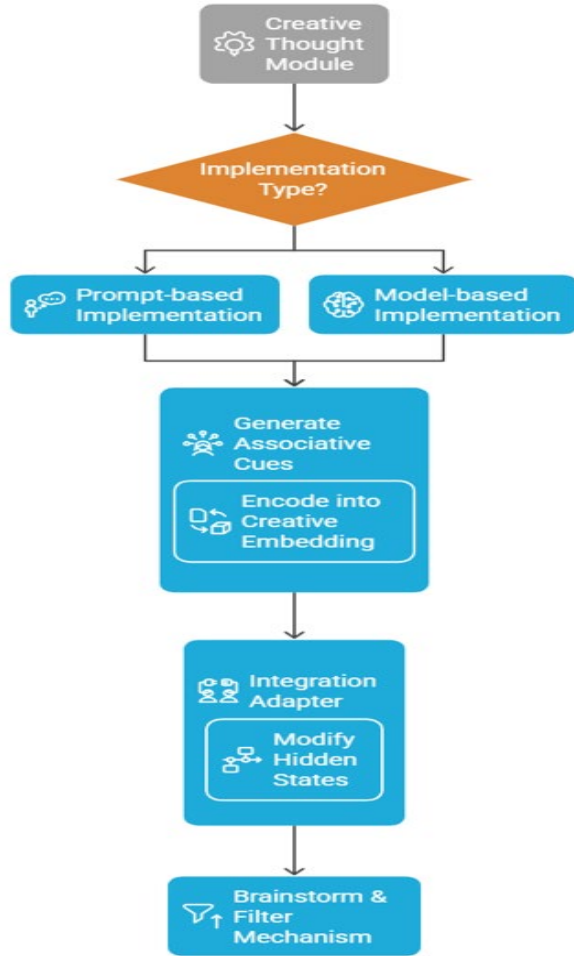 Creative
Thought
Module
Implementation
Type?
Prompt-based
Implementation
Model-based
Implementation
Generate
Associative
Cues
Encode into
Creative
Embedding
Integration
Adapter
Modify
Hidden
States
Brainstorm &
Filter
Mechanism